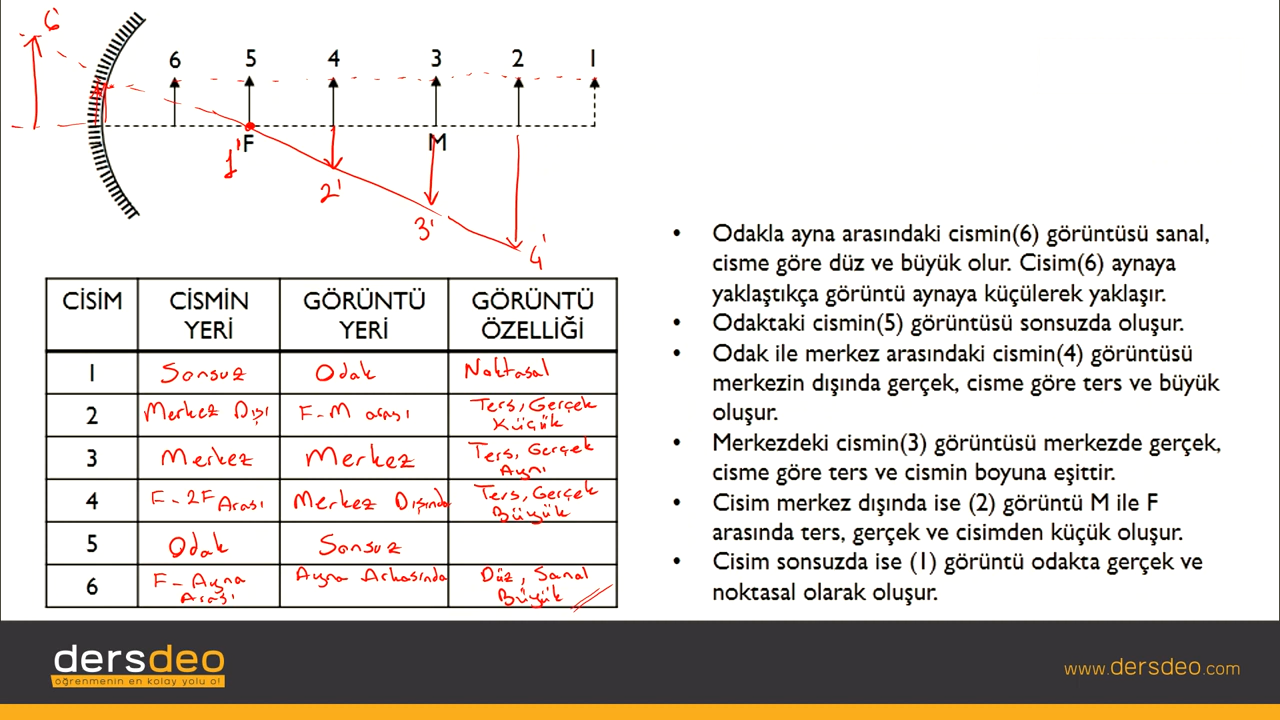 6'
6 5 4 3 2 1
F M
1'
2'
3'
4'
CİSİM CİSMİN YERİ GÖRÜNTÜ YERİ GÖRÜNTÜ ÖZELLİĞİ
1 Sonsuz Odak Noktasal
2 Merkez Dışı F-M arası Ters, Gerçek Küçük
3 Merkez Merkez Ters, Gerçek Aynı
4 F-2F Arası Merkez Dışında Ters, Gerçek Büyük
5 Odak Sonsuz
6 F-Ayna Arası Ayna Arkasında Düz, Sanal Büyük
• Odakla ayna arasındaki cismin(6) görüntüsü sanal,
cisme göre düz ve büyük olur. Cisim(6) aynaya
yaklaştıkça görüntü aynaya küçülerek yaklaşır.
• Odaktaki cismin(5) görüntüsü sonsuzda oluşur.
• Odak ile merkez arasındaki cismin(4) görüntüsü
merkezin dışında gerçek, cisme göre ters ve büyük
oluşur.
• Merkezdeki cismin(3) görüntüsü merkezde gerçek,
cisme göre ters ve cismin boyuna eşittir.
• Cisim merkez dışında ise (2) görüntü M ile F
arasında ters, gerçek ve cisimden küçük oluşur.
• Cisim sonsuzda ise (1) görüntü odakta gerçek ve
noktasal olarak oluşur.
dersdeo
öğrenmenin en kolay yolu o!
www.dersdeo.com